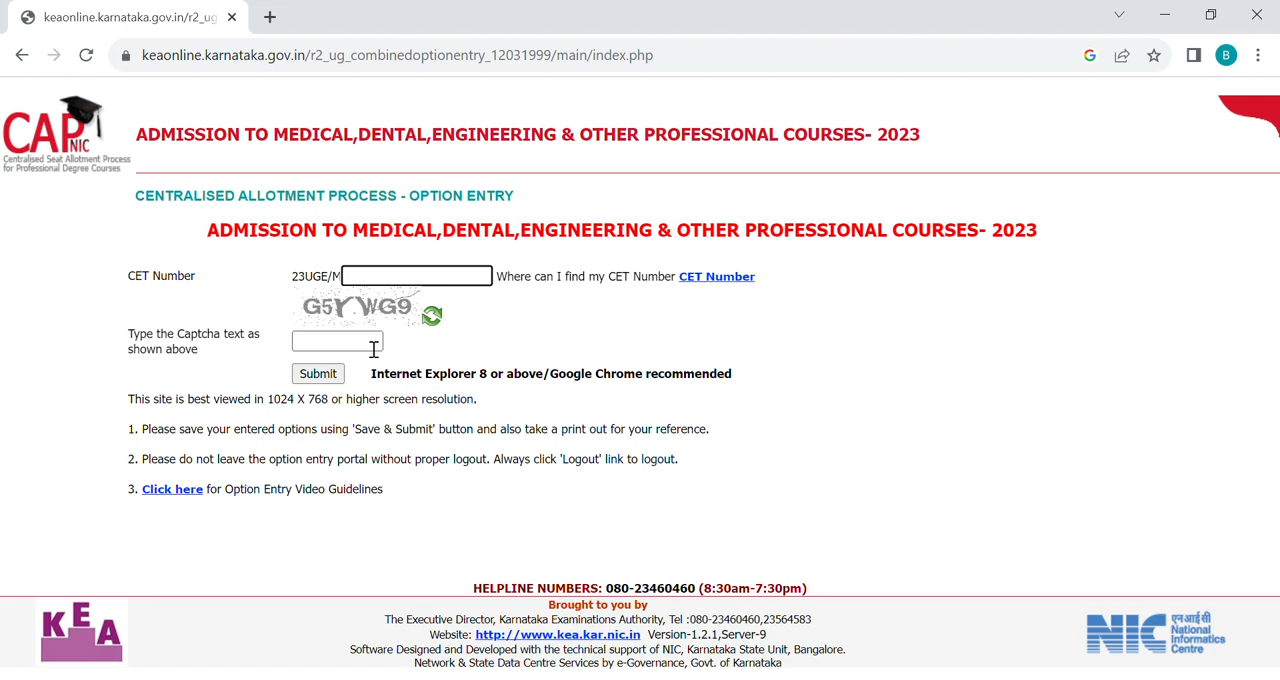 keaonline.karnataka.gov.in/r2_ug
keaonline.karnataka.gov.in/r2_ug_combinedoptionentry_12031999/main/index.php
B
CAP NIC
Centralised Seat Allotment Process
for Professional Degree Courses
ADMISSION TO MEDICAL,DENTAL,ENGINEERING & OTHER PROFESSIONAL COURSES- 2023
CENTRALISED ALLOTMENT PROCESS - OPTION ENTRY
ADMISSION TO MEDICAL,DENTAL,ENGINEERING & OTHER PROFESSIONAL COURSES- 2023
CET Number 23UGE/M Where can I find my CET Number CET Number
G5YWG9
Type the Captcha text as
shown above
Submit Internet Explorer 8 or above/Google Chrome recommended
This site is best viewed in 1024 X 768 or higher screen resolution.
1. Please save your entered options using 'Save & Submit' button and also take a print out for your reference.
2. Please do not leave the option entry portal without proper logout. Always click 'Logout' link to logout.
3. Click here for Option Entry Video Guidelines
HELPLINE NUMBERS: 080-23460460 (8:30am-7:30pm)
Brought to you by
The Executive Director, Karnataka Examinations Authority, Tel :080-23460460,23564583
Website: http://www.kea.kar.nic.in Version-1.2.1,Server-9
Software Designed and developed with the technical support of NIC, Karnataka State Unit, Bangalore.
Network & State Data Centre Services by e-Governance, Govt. of Karnataka
KEA
NIC
एनआईसी
National
Informatics
Centre